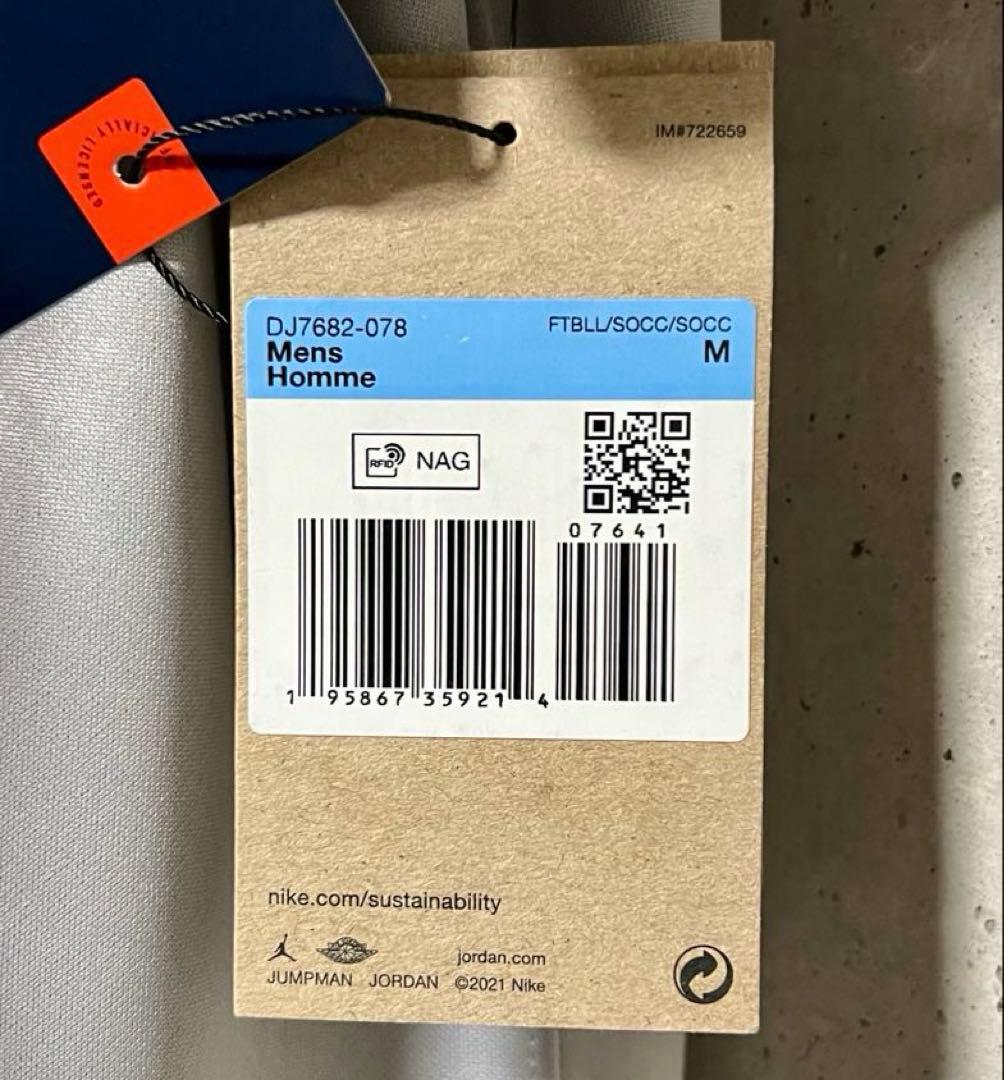 IM#722659
DJ7682-078 FTBLL/SOCC/SOCC
Mens M
Homme
RFID NAG
07641
1 95867 35921 4
nike.com/sustainability
jordan.com
JUMPMAN JORDAN ©2021 Nike
LICENSED